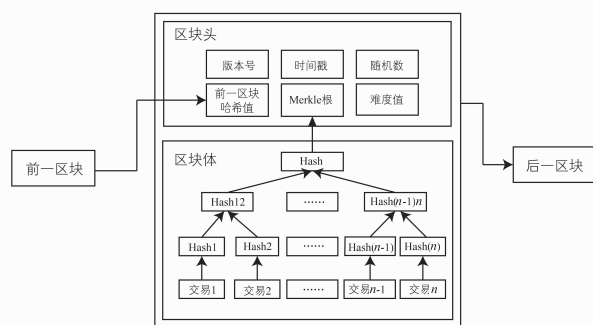 区块头
版本号
时间戳
随机数
前一区块
哈希值
Merkle根
难度值
前一区块
后一区块
区块体
Hash
Hash12
······
Hash(n-1)n
Hash1
Hash2
······
Hash(n-1)
Hash(n)
交易1
交易2
······
交易n-1
交易n